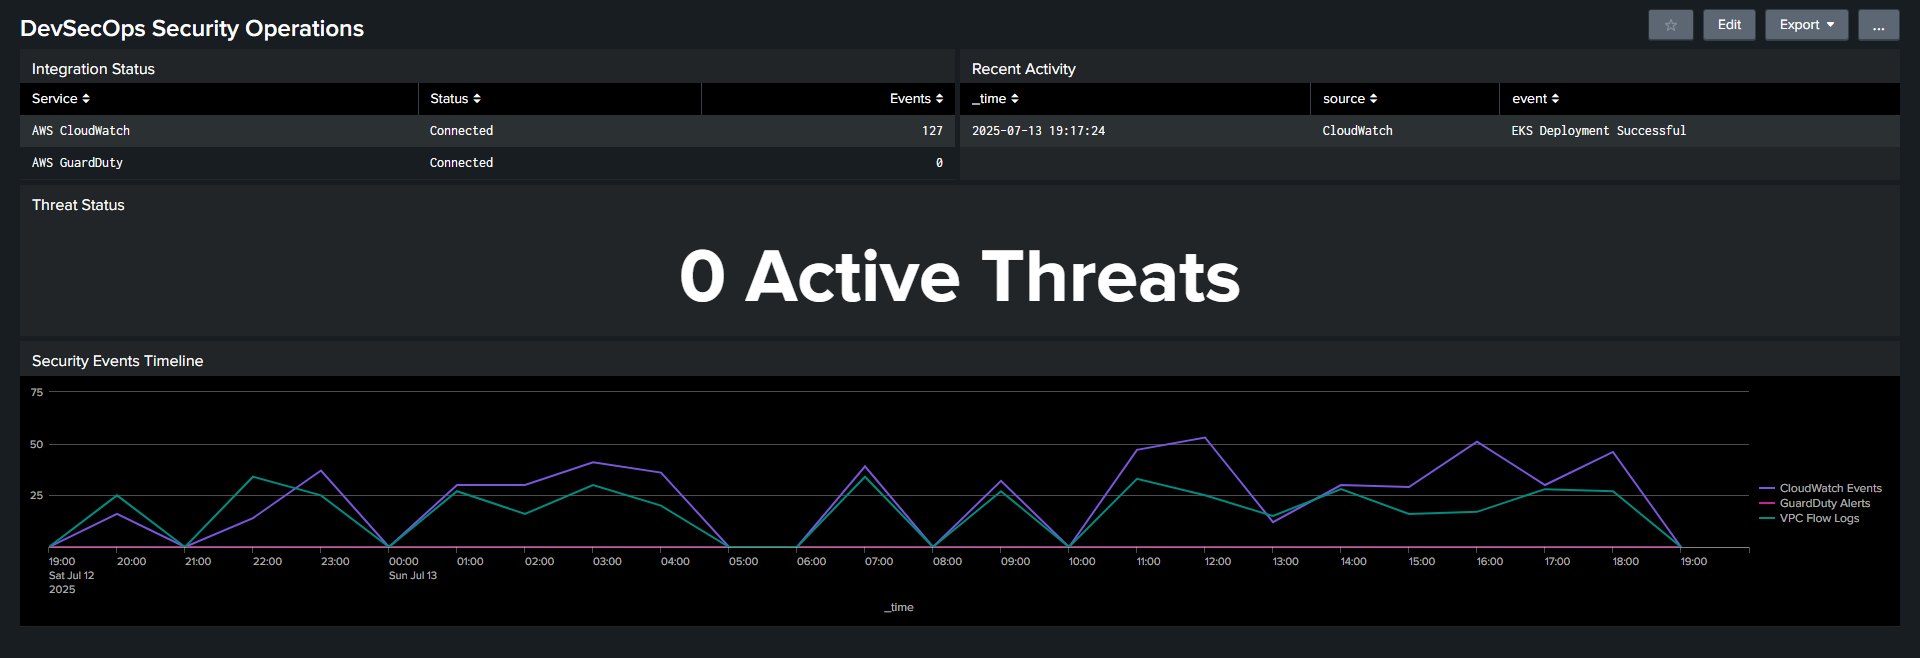 DevSecOps Security Operations
Edit
Export
...
Integration Status
Service Status Events
AWS CloudWatch Connected 127
AWS GuardDuty Connected 0
Recent Activity
_time source event
2025-07-13 19:17:24 CloudWatch EKS Deployment Successful
Threat Status
0 Active Threats
Security Events Timeline
75
50
25
19:00 20:00 21:00 22:00 23:00 00:00 01:00 02:00 03:00 04:00 05:00 06:00 07:00 08:00 09:00 10:00 11:00 12:00 13:00 14:00 15:00 16:00 17:00 18:00 19:00
Sat Jul 12 Sun Jul 13
2025
_time
CloudWatch Events
GuardDuty Alerts
VPC Flow Logs